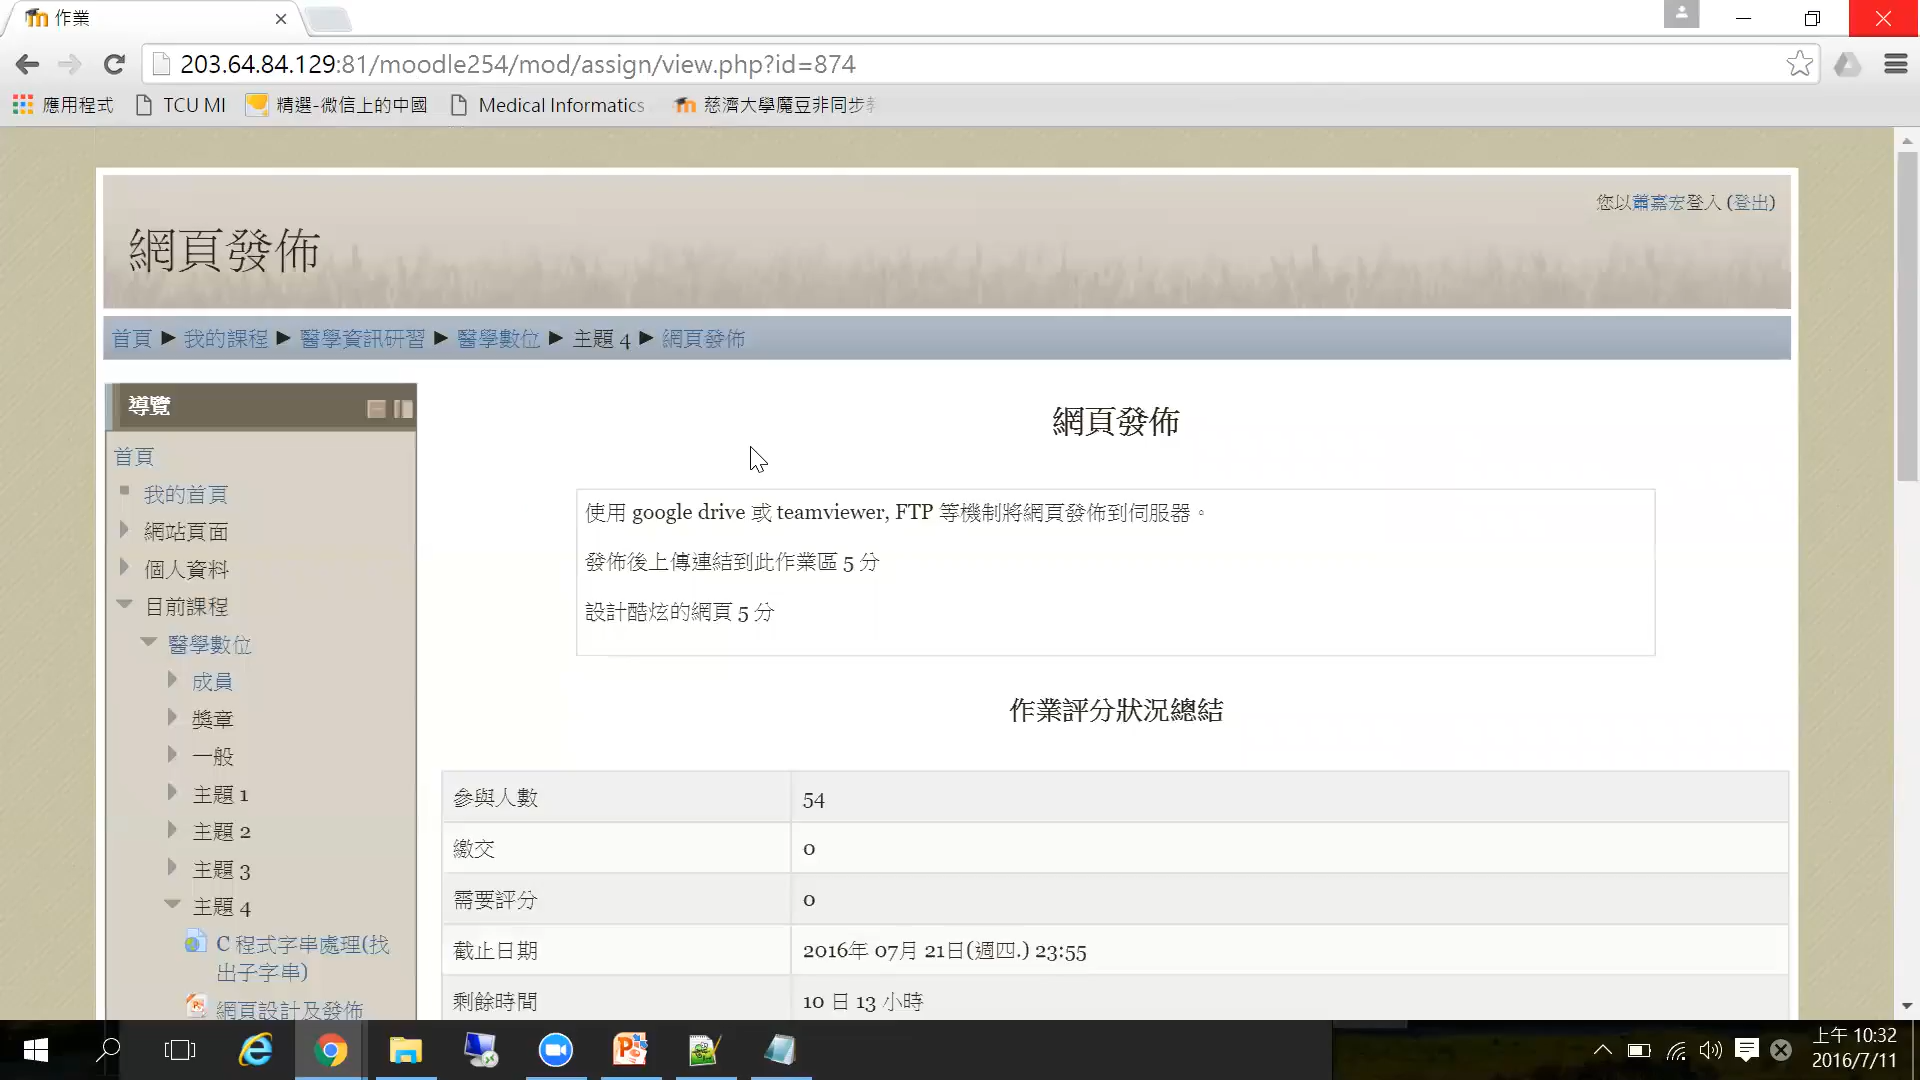 作業
203.64.84.129:81/moodle254/mod/assign/view.php?id=874
應用程式
TCU MI
精選-微信上的中國
Medical Informatics
慈濟大學魔豆非同步
您以蕭嘉宏登入 (登出)
網頁發佈
首頁 ► 我的課程 ► 醫學資訊研習 ► 醫學數位 ► 主題 4 ► 網頁發佈
導覽
首頁
我的首頁
網站頁面
個人資料
目前課程
醫學數位
成員
獎章
一般
主題 1
主題 2
主題 3
主題 4
C 程式字串處理(找
出子字串)
網頁設計及發佈
網頁發佈
使用 google drive 或 teamviewer, FTP 等機制將網頁發佈到伺服器。
發佈後上傳連結到此作業區 5 分
設計酷炫的網頁 5 分
作業評分狀況總結
參與人數 54
繳交 0
需要評分 0
截止日期 2016年 07月 21日(週四.) 23:55
剩餘時間 10 日 13 小時
上午 10:32
2016/7/11